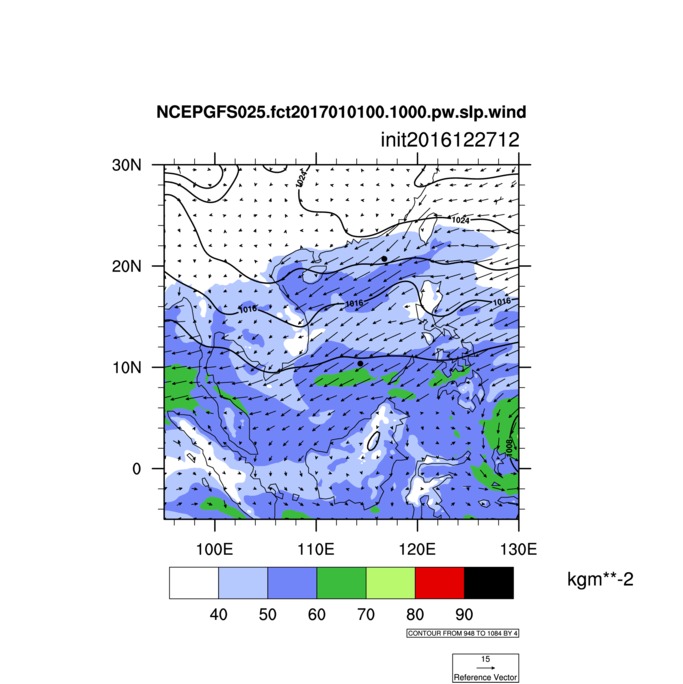 NCEPGFS025.fct2017010100.1000.pw.slp.wind
init2016122712
30N
20N
10N
0
1024
1024
1016
1016
1016
1008
100E 110E 120E 130E
kgm**-2
40 50 60 70 80 90
CONTOUR FROM 948 TO 1084 BY 4
15
Reference Vector